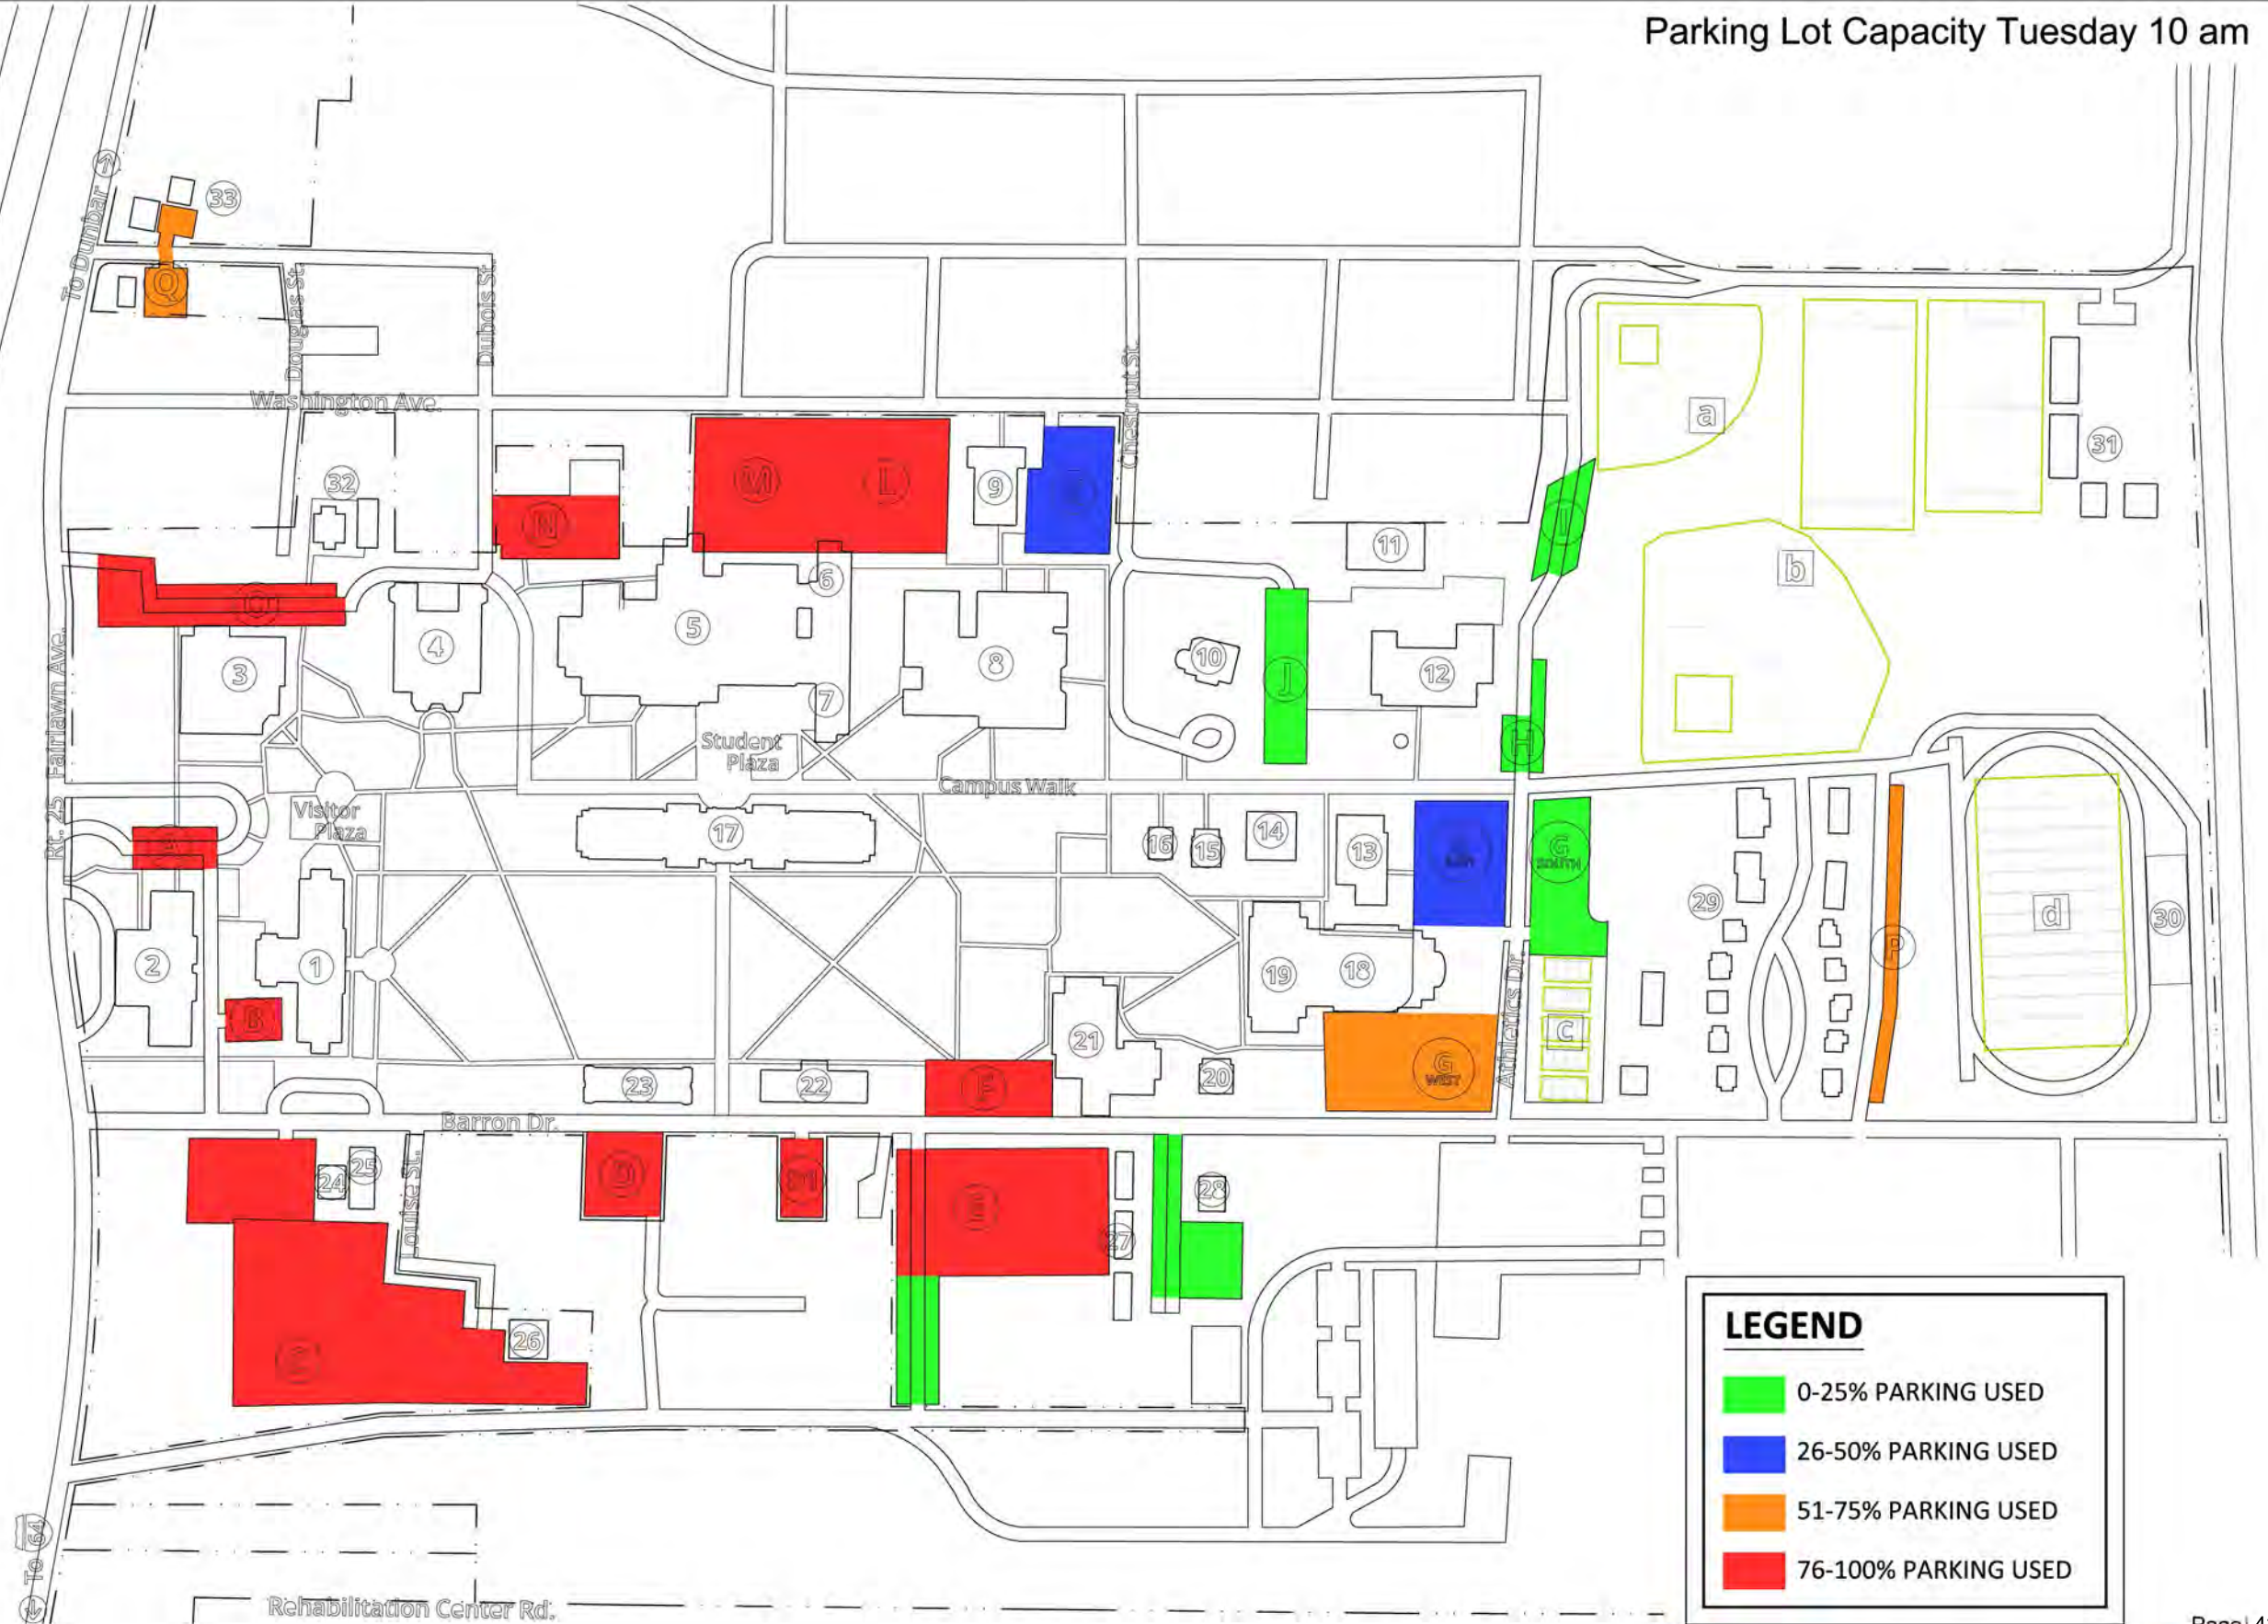 Parking Lot Capacity Tuesday 10 am
To Dunbar
33
Q
Douglas St.
Dubois St.
Washington Ave.
Chestnut St.
a
31
32
M
L
9
N
I
11
b
O
6
5
4
3
8
10
J
12
7
H
Fairlawn Ave.
Student
Plaza
Campus Walk
Visitor
Plaza
Rt. 25
A
17
16
15
14
13
G
SOUTH
29
d
30
P
2
1
19
18
B
21
C
Athletics Dr.
G
WEST
23
22
F
20
Barron Dr.
24
25
Louise St.
D
28
E
27
26
C
LEGEND
0-25% PARKING USED
26-50% PARKING USED
51-75% PARKING USED
76-100% PARKING USED
To 64
Rehabilitation Center Rd.